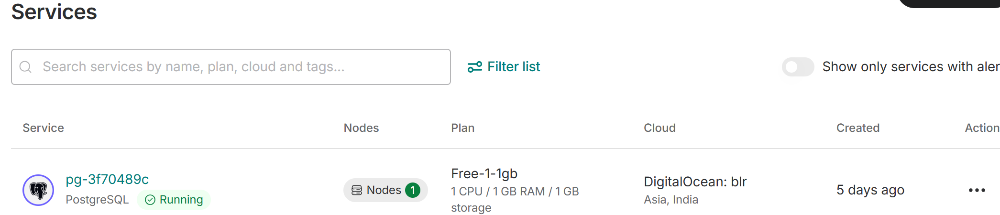 Services
Search services by name, plan, cloud and tags...
Filter list
Show only services with aler
Service Nodes Plan Cloud Created Action
pg-3f70489c
PostgreSQL Running
Nodes 1
Free-1-1gb
1 CPU / 1 GB RAM / 1 GB
storage
DigitalOcean: blr
Asia, India
5 days ago